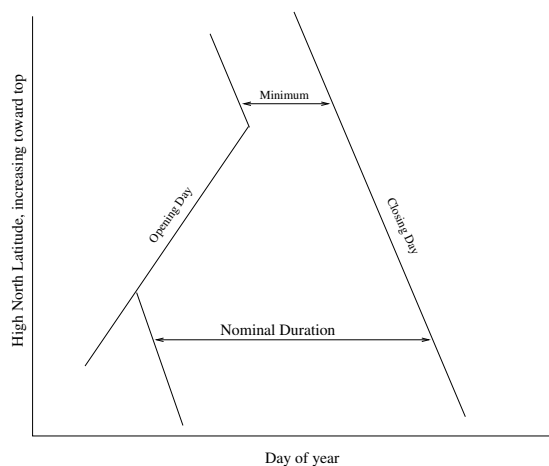 High North Latitude, increasing toward top
Minimum
Opening Day
Closing Day
Nominal Duration
Day of year